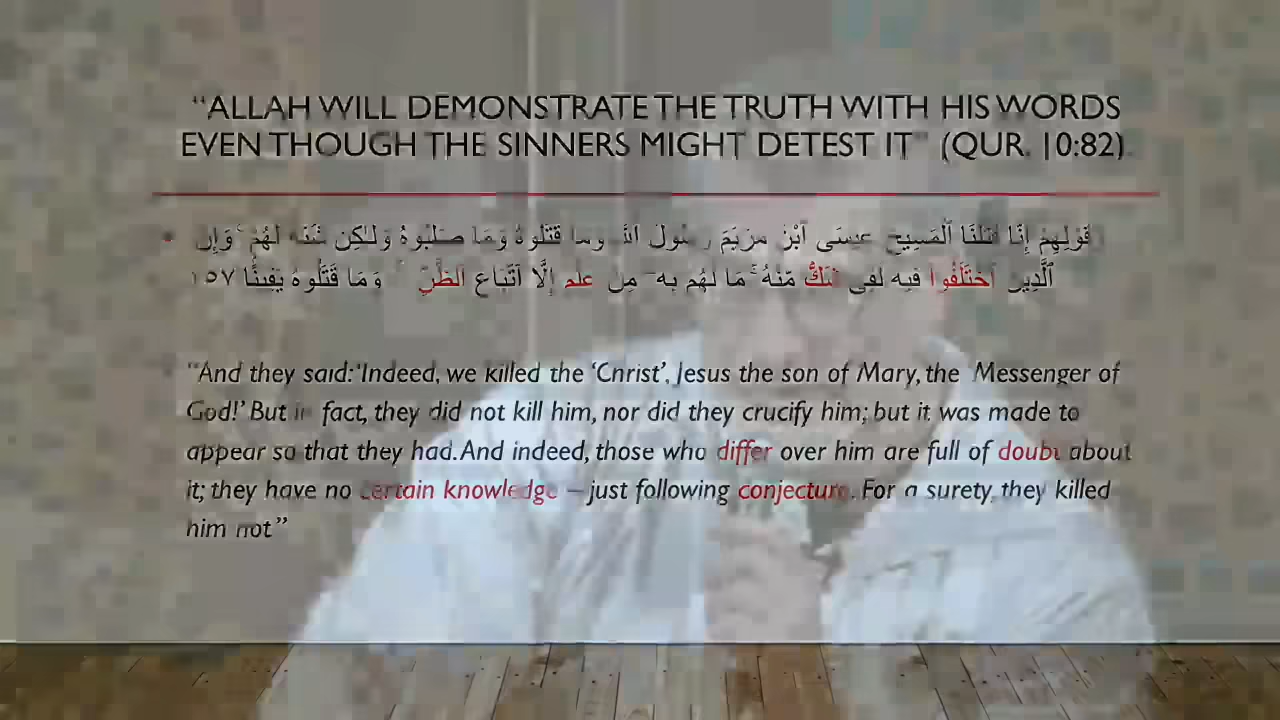 “ALLAH WILL DEMONSTRATE THE TRUTH WITH HIS WORDS
EVEN THOUGH THE SINNERS MIGHT DETEST IT” (QUR. 10:82)
قَوْلِهِمْ إِنَّا قَتَلْنَا ٱلْمَسِيحَ عِيسَى ٱبْنَ مَرْيَمَ رَسُولَ ٱللَّهِ وَمَا قَتَلُوهُ وَمَا صَلَبُوهُ وَلَـٰكِن شُبِّهَ لَهُمْ ۚ وَإِنَّ
ٱلَّذِينَ ٱخْتَلَفُوا۟ فِيهِ لَفِى شَكٍّ مِّنْهُ ۚ مَا لَهُم بِهِۦ مِنْ عِلْمٍ إِلَّا ٱتِّبَاعَ ٱلظَّنِّ ۚ وَمَا قَتَلُوهُ يَقِينًۢا ١٥٧
“And they said: ‘Indeed, we killed the ‘Christ’, Jesus the son of Mary, the Messenger of
God!’ But in fact, they did not kill him, nor did they crucify him; but it was made to
appear so that they had. And indeed, those who differ over him are full of doubt about
it; they have no certain knowledge – just following conjecture. For a surety, they killed
him not.”